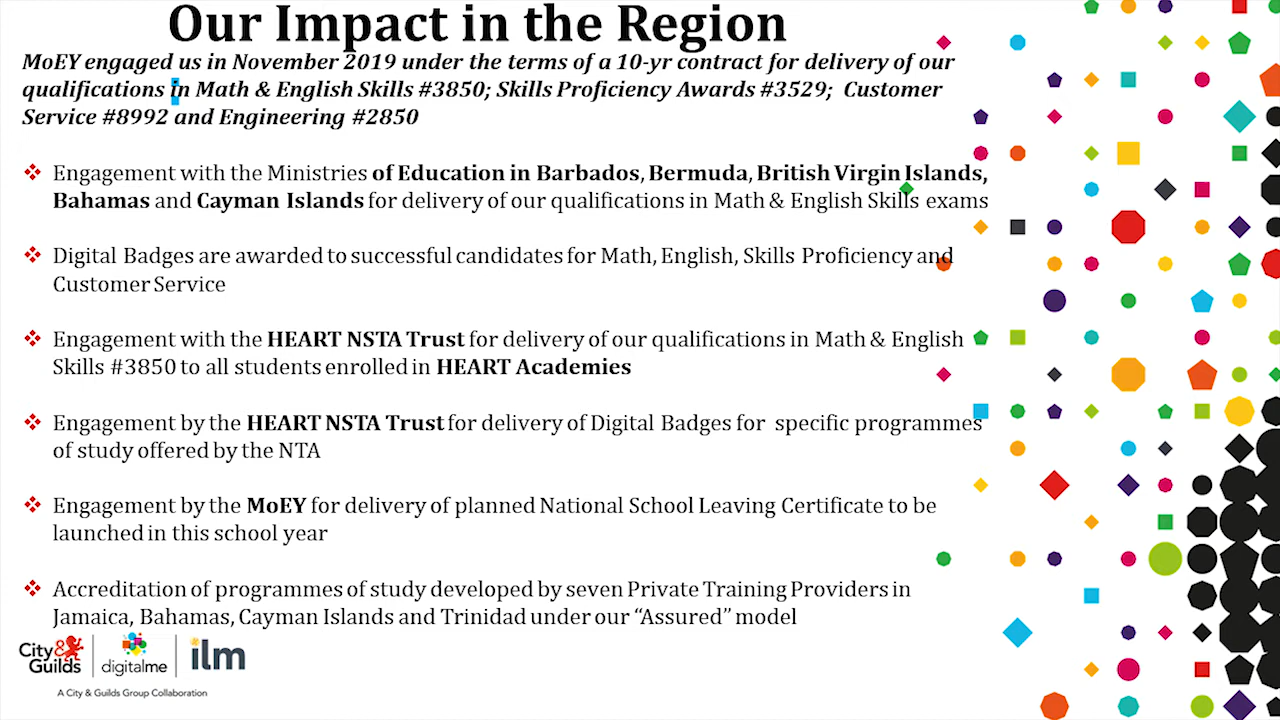 Our Impact in the Region
MoEY engaged us in November 2019 under the terms of a 10-yr contract for delivery of our
qualifications in Math & English Skills #3850; Skills Proficiency Awards #3529; Customer
Service #8992 and Engineering #2850
Engagement with the Ministries of Education in Barbados, Bermuda, British Virgin Islands,
Bahamas and Cayman Islands for delivery of our qualifications in Math & English Skills exams
Digital Badges are awarded to successful candidates for Math, English, Skills Proficiency and
Customer Service
Engagement with the HEART NSTA Trust for delivery of our qualifications in Math & English
Skills #3850 to all students enrolled in HEART Academies
Engagement by the HEART NSTA Trust for delivery of Digital Badges for specific programmes
of study offered by the NTA
Engagement by the MoEY for delivery of planned National School Leaving Certificate to be
launched in this school year
Accreditation of programmes of study developed by seven Private Training Providers in
Jamaica, Bahamas, Cayman Islands and Trinidad under our “Assured” model
City & Guilds digitalme ilm
A City & Guilds Group Collaboration